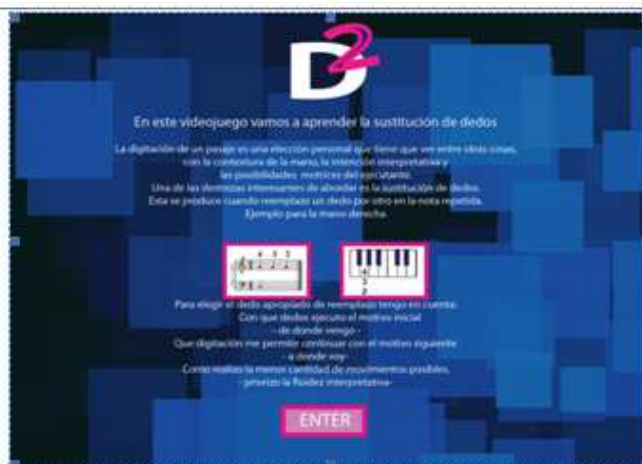 D2
En este videojuego vamos a aprender la sustitución de dedos
La digitación de un pasaje es una elección personal que tiene que ver entre otras cosas,
con la contextura de la mano, la intención interpretativa y
las posibilidades motrices del ejecutante.
Una de las destrezas interesantes de abordar es la sustitución de dedos.
Esta se produce cuando reemplazo un dedo por otro en la nota repetida.
Ejemplo para la mano derecha
4 3 2
4
3
2
Para elegir el dedo apropiado de reemplazo tengo en cuenta:
Con que dedos ejecuto el motivo inicial
- de donde vengo -
Que digitación me permite continuar con el motivo siguiente
- a donde voy-
Como realizo la menor cantidad de movimientos posibles,
- priorizo la fluidez interpretativa-
ENTER